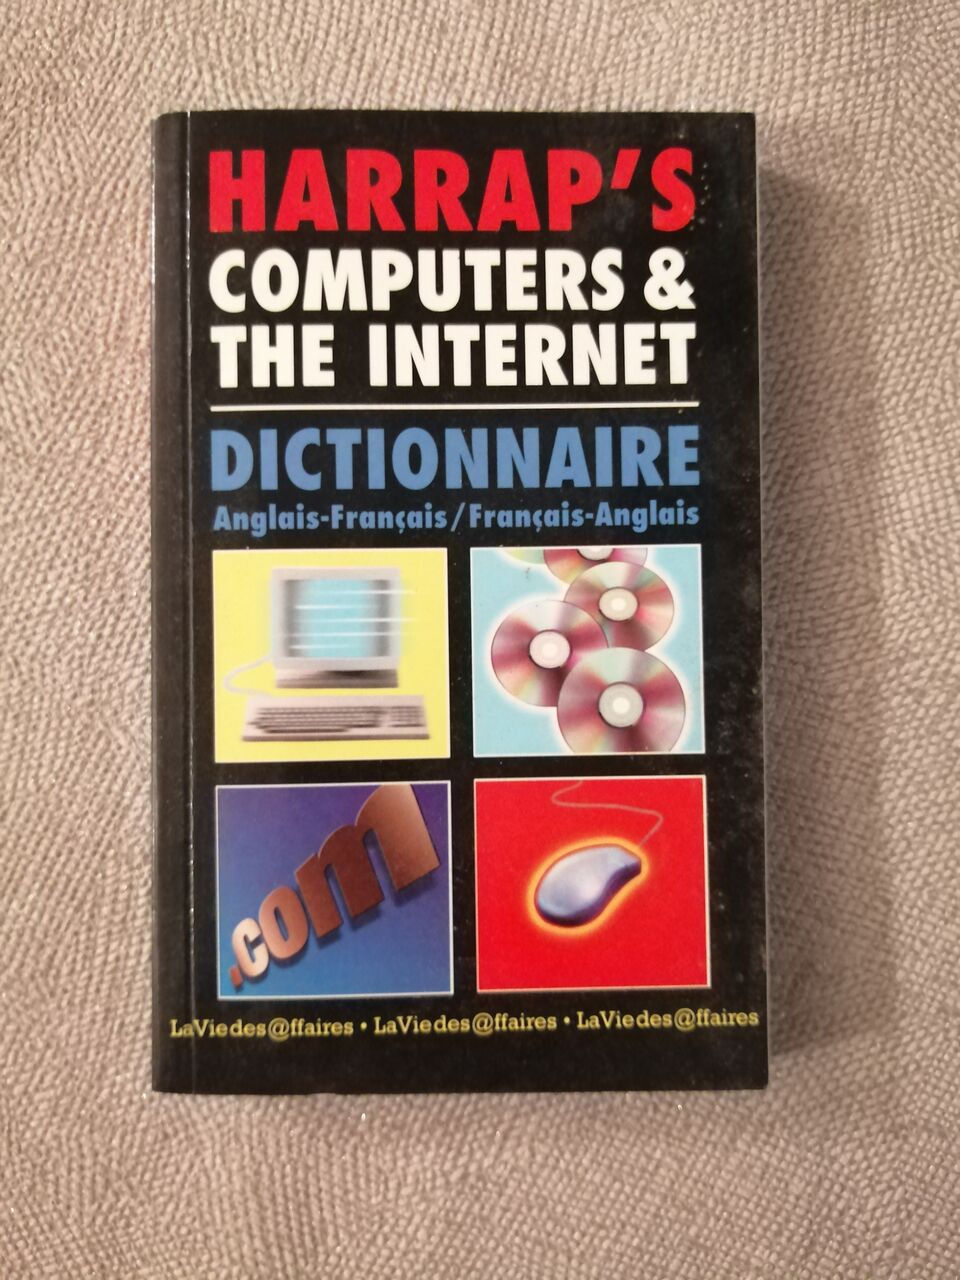 HARRAP'S
COMPUTERS &
THE INTERNET
DICTIONNAIRE
Anglais-Français/Français-Anglais
.com
LaViedes@ffaires • LaViedes@ffaires • LaViedes@ffaires